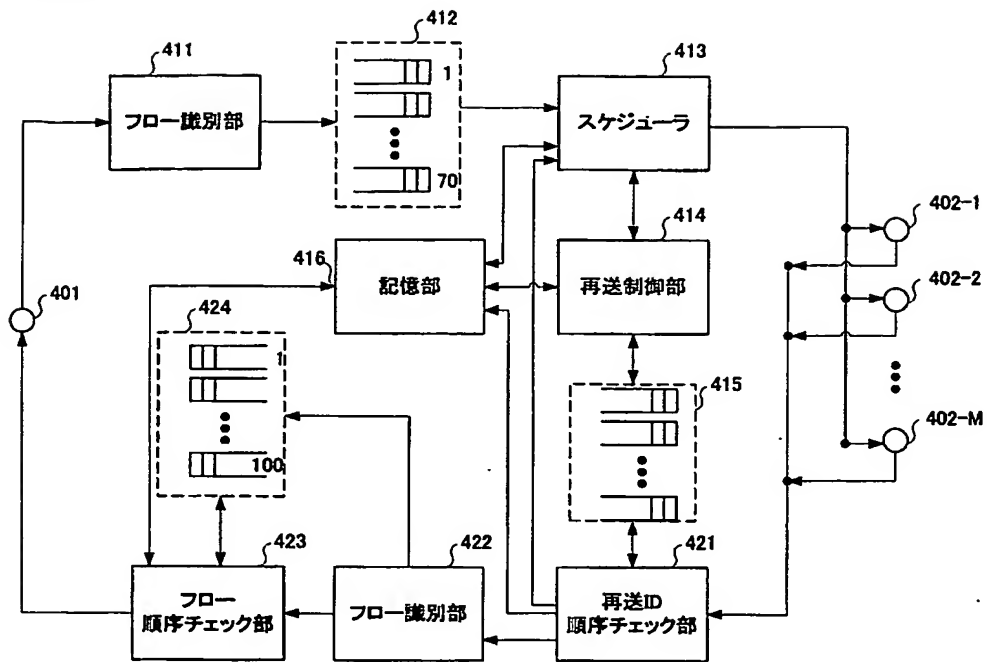 411
フロー識別部
412
1
70
413
スケジューラ
402-1
402-2
402-M
416
記憶部
414
再送制御部
401
424
1
100
415
423
フロー
順序チェック部
422
フロー識別部
421
再送ID
順序チェック部